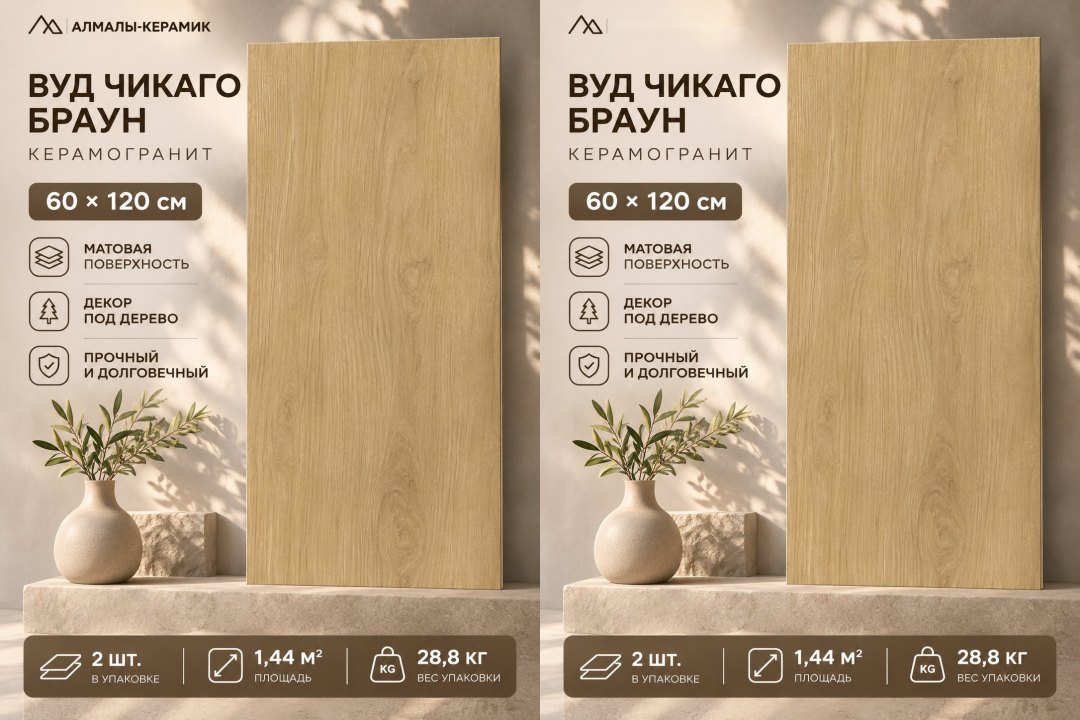 АЛМАЛЫ-КЕРАМИК
ВУД ЧИКАГО
БРАУН
КЕРАМОГРАНИТ
60 × 120 см
МАТОВАЯ
ПОВЕРХНОСТЬ
ДЕКОР
ПОД ДЕРЕВО
ПРОЧНЫЙ
И ДОЛГОВЕЧНЫЙ
2 ШТ.
В УПАКОВКЕ
1,44 М²
ПЛОЩАДЬ
KG
28,8 КГ
ВЕС УПАКОВКИ
ВУД ЧИКАГО
БРАУН
КЕРАМОГРАНИТ
60 × 120 см
МАТОВАЯ
ПОВЕРХНОСТЬ
ДЕКОР
ПОД ДЕРЕВО
ПРОЧНЫЙ
И ДОЛГОВЕЧНЫЙ
2 ШТ.
В УПАКОВКЕ
1,44 М²
ПЛОЩАДЬ
KG
28,8 КГ
ВЕС УПАКОВКИ